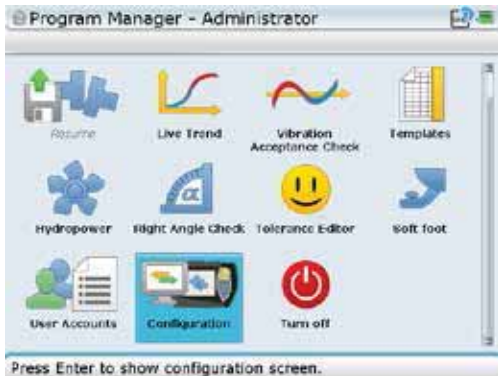 Program Manager - Administrator
Resume
Live Trend
Vibration
Acceptance Check
Templates
Hydropower
Right Angle Check
Tolerance Editor
Soft foot
User Accounts
Configuration
Turn off
Press Enter to show configuration screen.